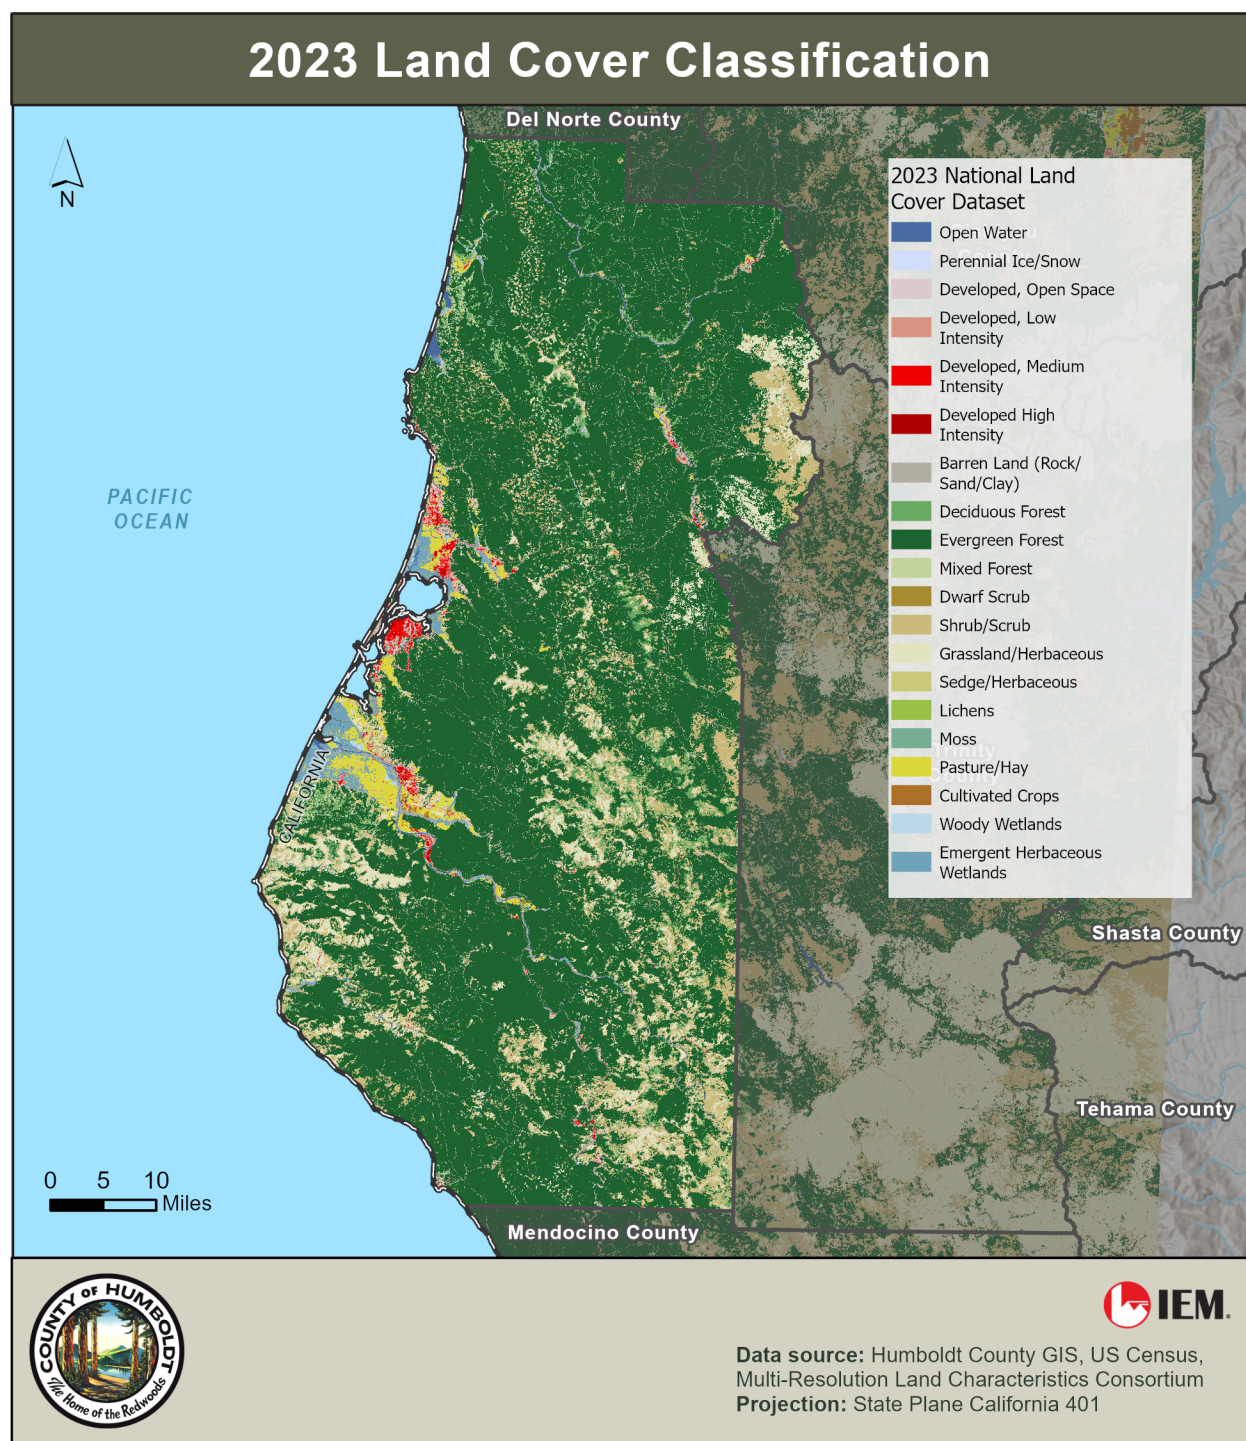 2023 Land Cover Classification
Del Norte County
N
2023 National Land
Cover Dataset
Open Water
Perennial Ice/Snow
Developed, Open Space
Developed, Low
Intensity
Developed, Medium
Intensity
Developed High
Intensity
Barren Land (Rock/
Sand/Clay)
Deciduous Forest
Evergreen Forest
Mixed Forest
Dwarf Scrub
Shrub/Scrub
Grassland/Herbaceous
Sedge/Herbaceous
Lichens
Moss
Pasture/Hay
Cultivated Crops
Woody Wetlands
Emergent Herbaceous
Wetlands
PACIFIC
OCEAN
CALIFORNIA
Trinity
County
Shasta County
Tehama County
0 5 10
Miles
Mendocino County
COUNTY OF HUMBOLDT
The Home of the Redwoods
IEM.
Data source: Humboldt County GIS, US Census,
Multi-Resolution Land Characteristics Consortium
Projection: State Plane California 401